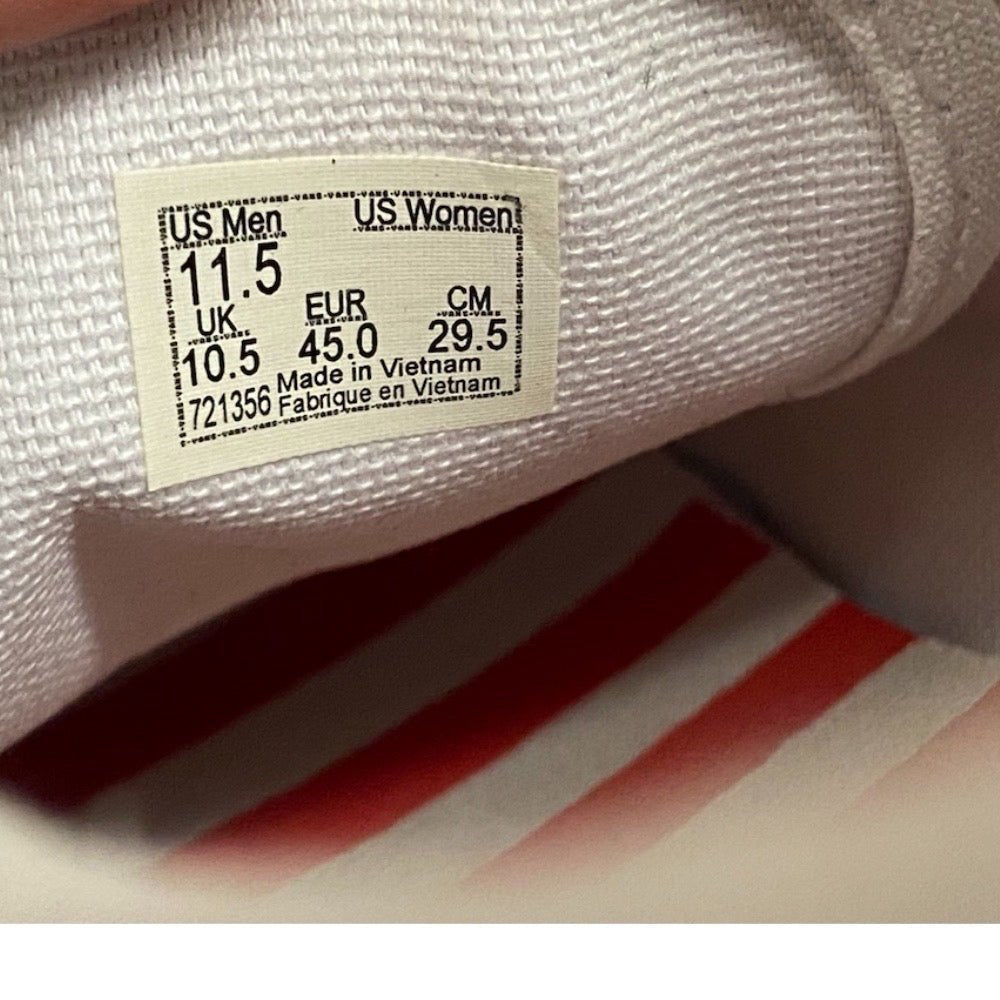 US Men US Women
11.5
UK EUR CM
10.5 45.0 29.5
Made in Vietnam
721356 Fabrique en Vietnam